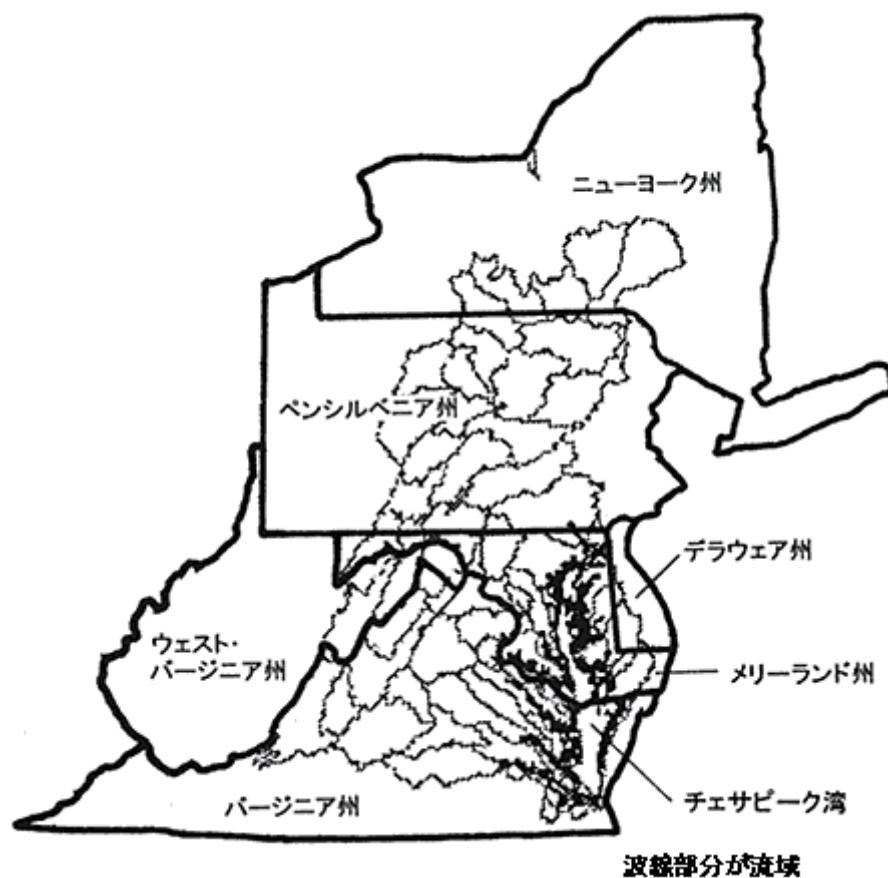 ニューヨーク州
ペンシルベニア州
デラウェア州
ウェスト・
バージニア州
メリーランド州
バージニア州
チェサピーク湾
波線部分が流域